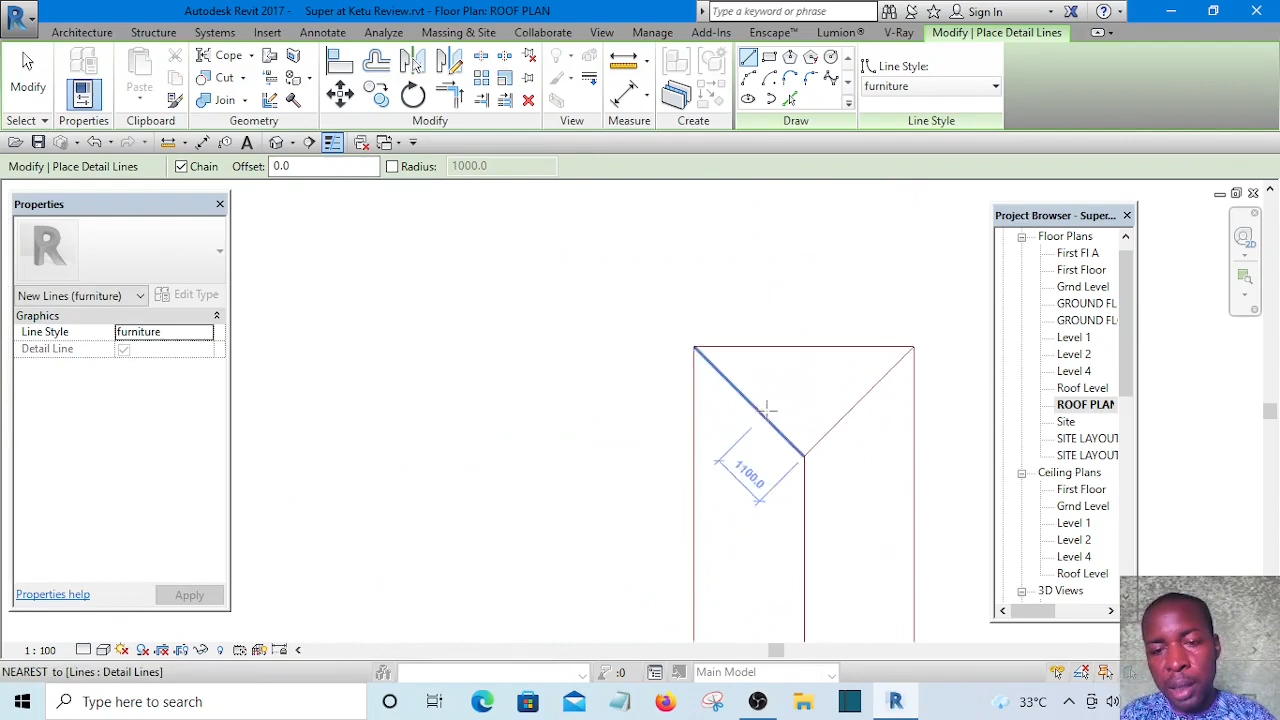 Autodesk Revit 2017 - Super at Ketu Review.rvt - Floor Plan: ROOF PLAN
Type a keyword or phrase
Sign In
Architecture Structure Systems Insert Annotate Analyze Massing & Site Collaborate View Manage Add-Ins Enscape™ Lumion® V-Ray Modify | Place Detail Lines
Modify
Paste
Cope
Cut
Join
Line Style:
furniture
Select Properties Clipboard Geometry Modify View Measure Create Draw Line Style
Modify | Place Detail Lines Chain Offset: 0.0 Radius: 1000.0
Properties
New Lines (furniture) Edit Type
Graphics
Line Style furniture
Detail Line
Properties help Apply
1100.0
Project Browser - Super...
Floor Plans
First Fl A
First Floor
Grnd Level
GROUND FL
GROUND FL
Level 1
Level 2
Level 4
Roof Level
ROOF PLAN
Site
SITE LAYOUT
SITE LAYOUT
Ceiling Plans
First Floor
Grnd Level
Level 1
Level 2
Level 4
Roof Level
3D Views
2D
1 : 100
NEAREST to [Lines : Detail Lines]
:0
Main Model
Type here to search
33°C